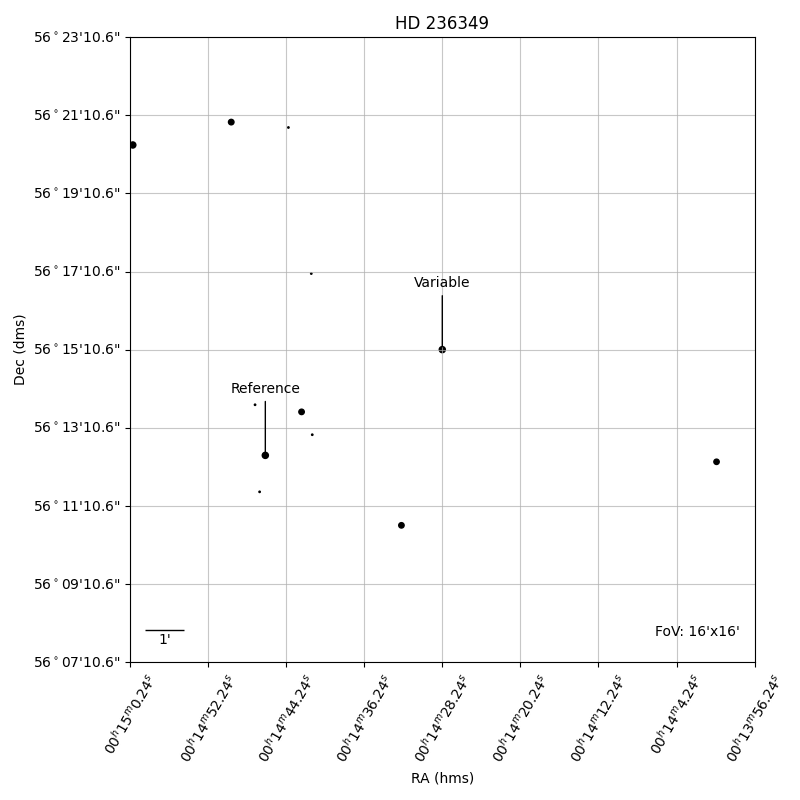 HD 236349
56°23'10.6"
56°21'10.6"
56°19'10.6"
56°17'10.6"
56°15'10.6"
56°13'10.6"
56°11'10.6"
56°09'10.6"
56°07'10.6"
Dec (dms)
Variable
Reference
1'
FoV: 16'x16'
00ʰ15ᵐ0.24ˢ
00ʰ14ᵐ52.24ˢ
00ʰ14ᵐ44.24ˢ
00ʰ14ᵐ36.24ˢ
00ʰ14ᵐ28.24ˢ
00ʰ14ᵐ20.24ˢ
00ʰ14ᵐ12.24ˢ
00ʰ14ᵐ4.24ˢ
00ʰ13ᵐ56.24ˢ
RA (hms)